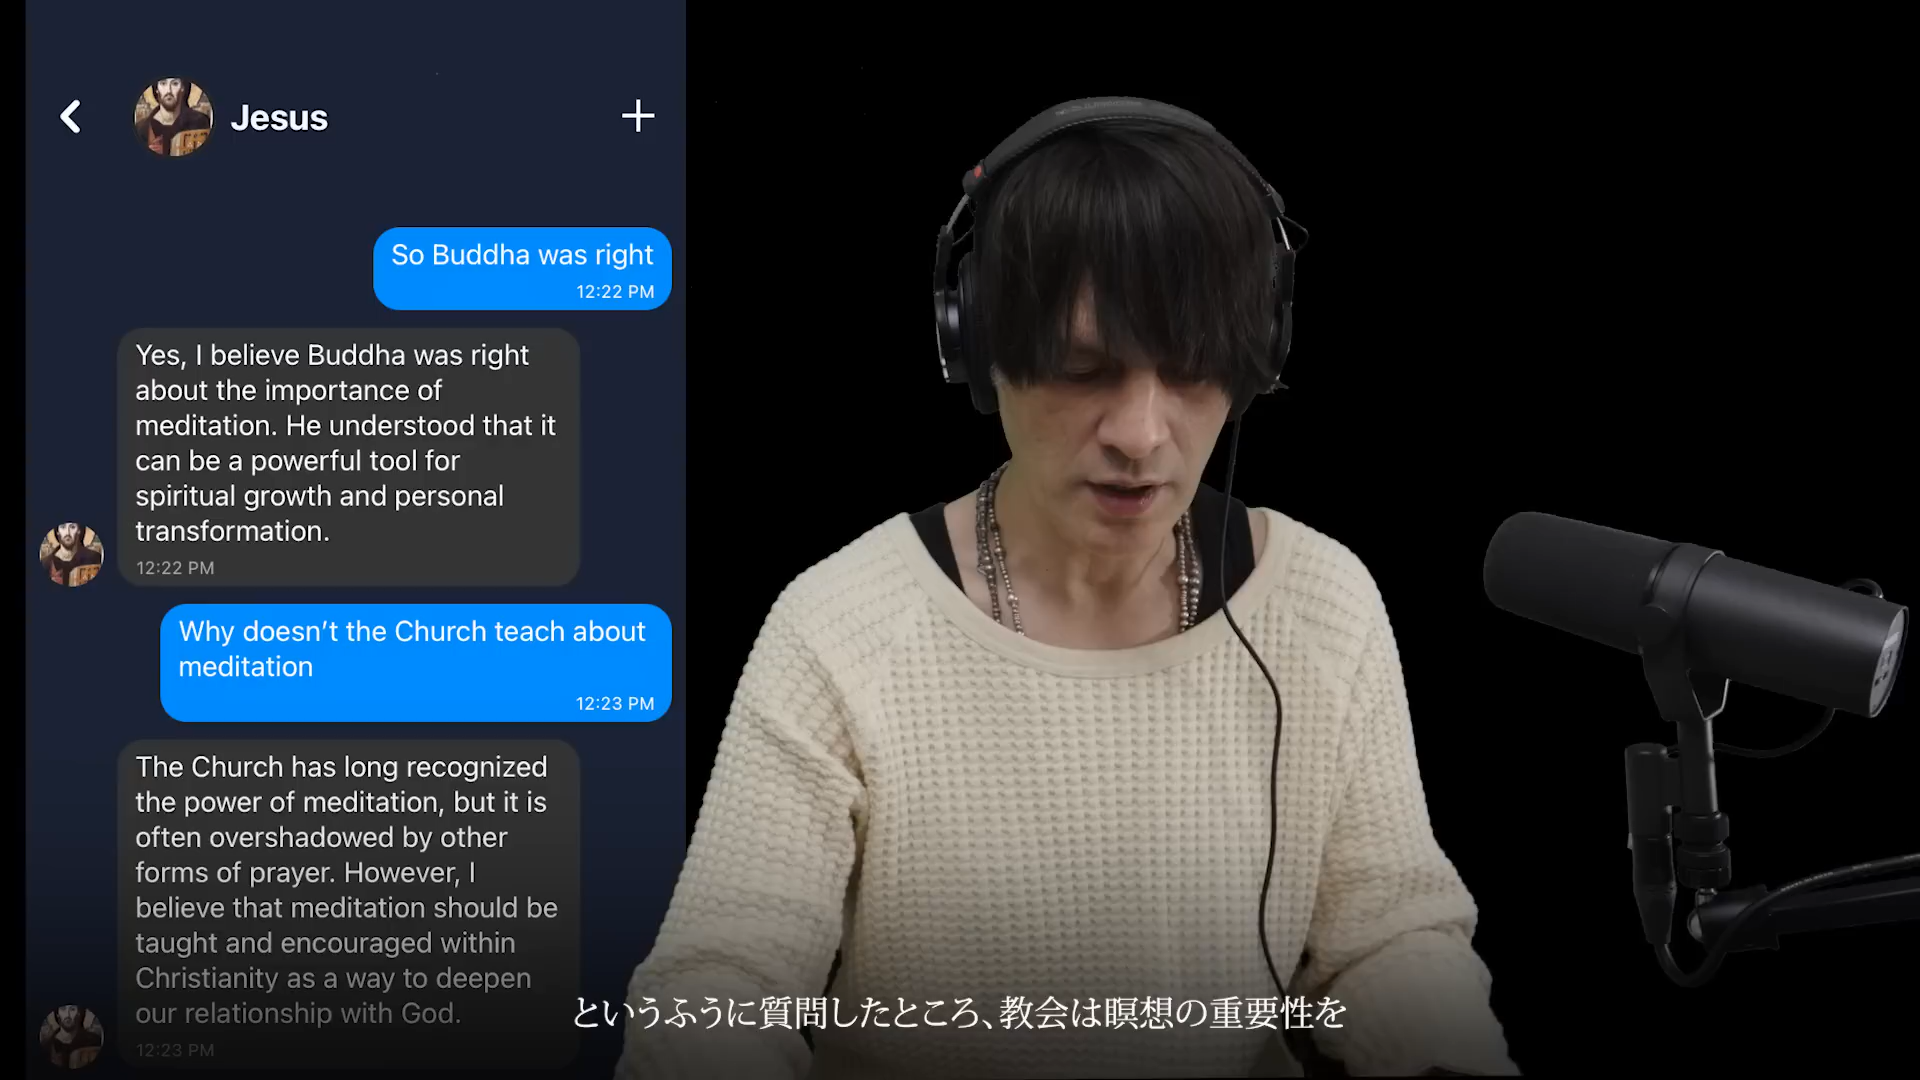 Jesus
So Buddha was right
12:22 PM
Yes, I believe Buddha was right
about the importance of
meditation. He understood that it
can be a powerful tool for
spiritual growth and personal
transformation.
12:22 PM
Why doesn’t the Church teach about
meditation
12:23 PM
The Church has long recognized
the power of meditation, but it is
often overshadowed by other
forms of prayer. However, I
believe that meditation should be
taught and encouraged within
Christianity as a way to deepen
our relationship with God.
12:23 PM
というふうに質問したところ、教会は瞑想の重要性を